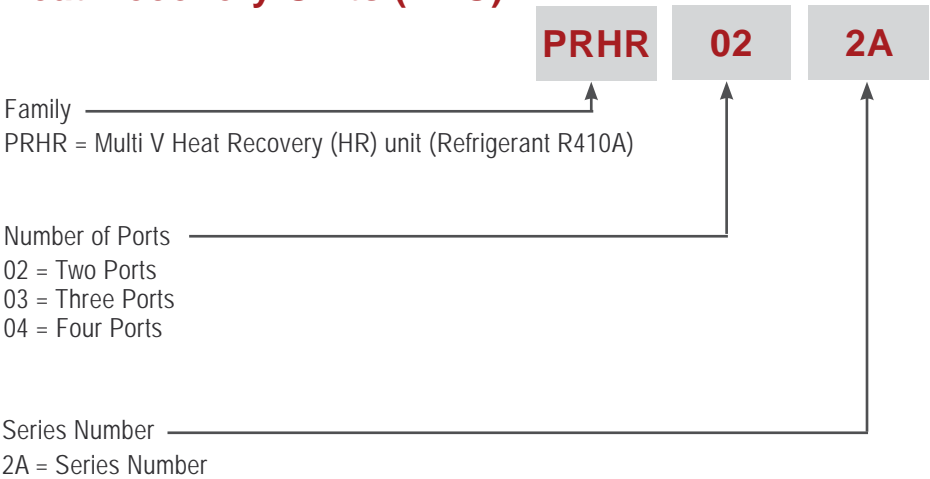 PRHR 02 2A
Family
PRHR = Multi V Heat Recovery (HR) unit (Refrigerant R410A)
Number of Ports
02 = Two Ports
03 = Three Ports
04 = Four Ports
Series Number
2A = Series Number